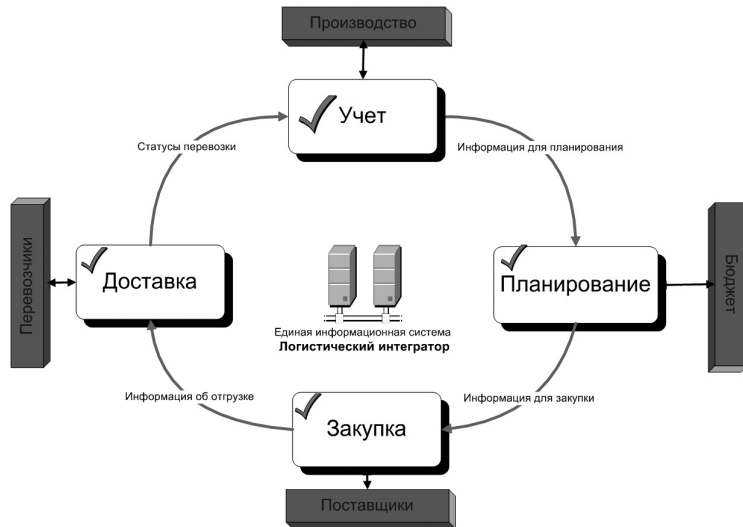 Производство
Учет
Статусы перевозки
Информация для планирования
Перевозчики
Доставка
Планирование
Бюджет
Единая информационная система
Логистический интегратор
Информация об отгрузке
Информация для закупки
Закупка
Поставщики